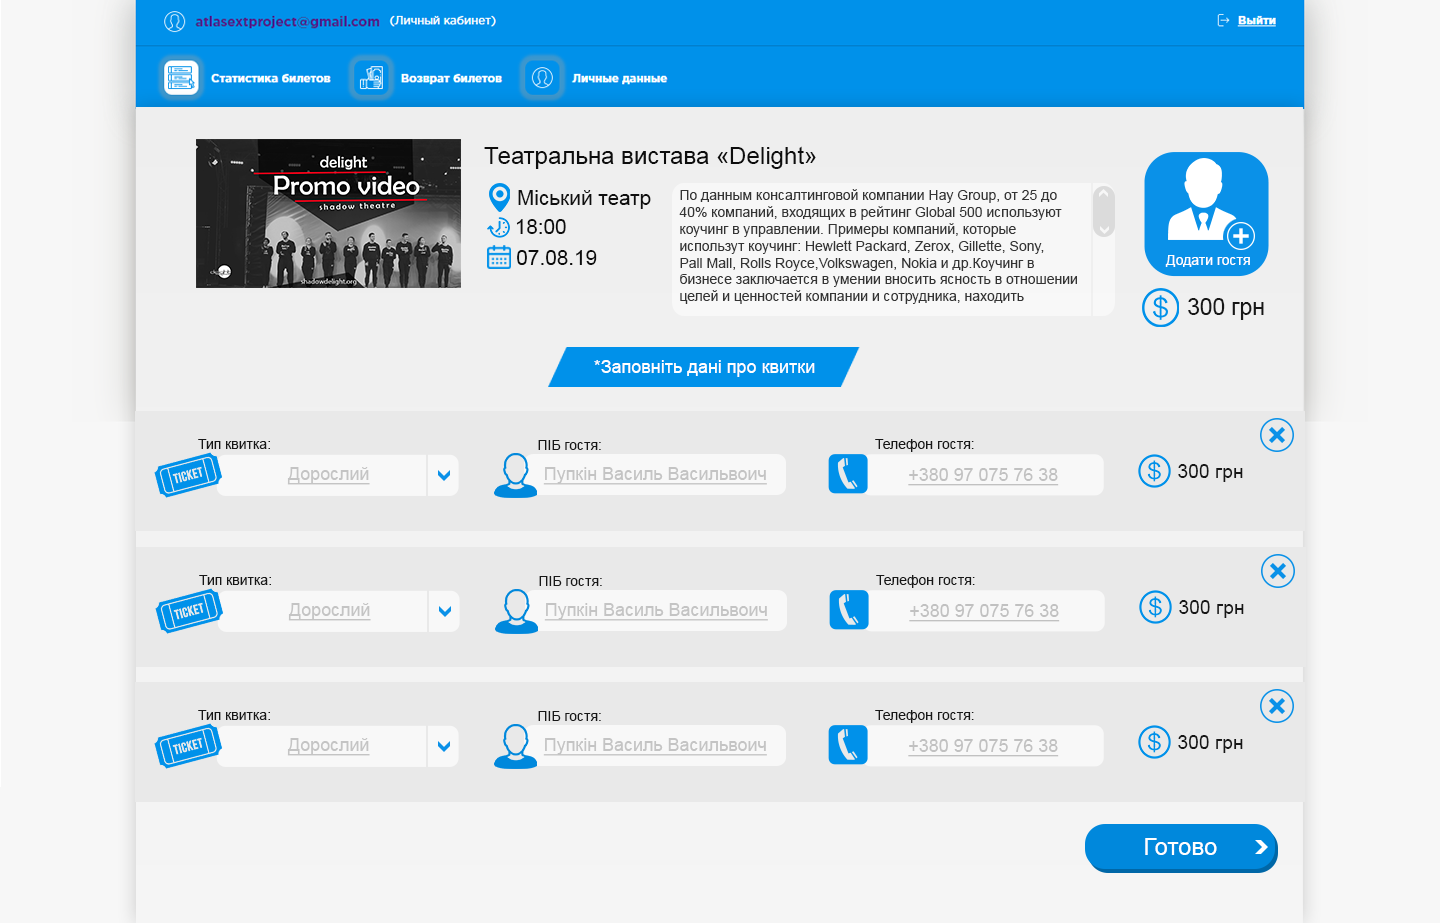 atlasextproject@gmail.com (Личный кабинет)
Выйти
Статистика билетов
Возврат билетов
Личные данные
delight
Promo video
shadow theatre
shadowdelight.org
Театральна вистава «Delight»
Міський театр
18:00
07.08.19
По данным консалтинговой компании Hay Group, от 25 до
40% компаний, входящих в рейтинг Global 500 используют
коучинг в управлении. Примеры компаний, которые
использут коучинг: Hewlett Packard, Zerox, Gillette, Sony,
Pall Mall, Rolls Royce,Volkswagen, Nokia и др.Коучинг в
бизнесе заключается в умении вносить ясность в отношении
целей и ценностей компании и сотрудника, находить
Додати гостя
$ 300 грн
*Заповніть дані про квитки
Тип квитка:
TICKET
Дорослий
ПІБ гостя:
Пупкін Василь Васильвоич
Телефон гостя:
+380 97 075 76 38
$ 300 грн
Тип квитка:
TICKET
Дорослий
ПІБ гостя:
Пупкін Василь Васильвоич
Телефон гостя:
+380 97 075 76 38
$ 300 грн
Тип квитка:
TICKET
Дорослий
ПІБ гостя:
Пупкін Василь Васильвоич
Телефон гостя:
+380 97 075 76 38
$ 300 грн
Готово